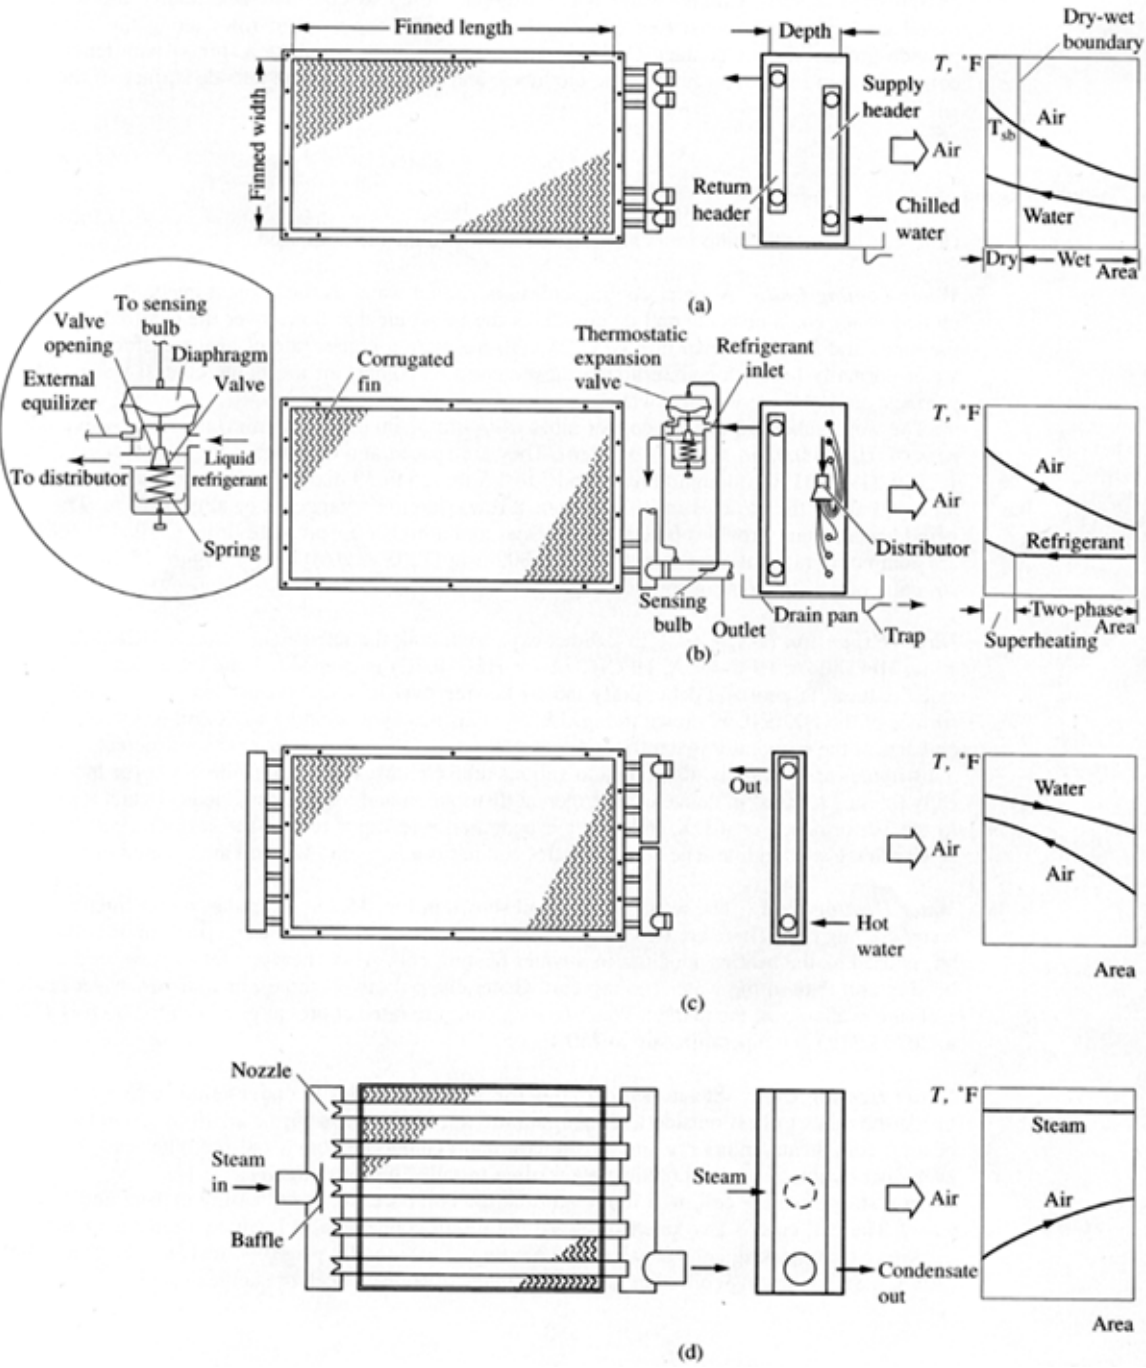 Finned length
Finned width
Depth
Supply
header
Return
header
Chilled
water
Air
Dry-wet
boundary
T, °F
Air
T_sb
Water
Dry
Wet
Area
(a)
To sensing
bulb
Valve
opening
Diaphragm
External
equilizer
Valve
Liquid
refrigerant
To distributor
Spring
Corrugated
fin
Thermostatic
expansion
valve
Refrigerant
inlet
Sensing
bulb
Outlet
Distributor
Drain pan
Trap
Air
T, °F
Air
Refrigerant
Two-phase
Area
Superheating
(b)
Out
Hot
water
Air
T, °F
Water
Air
Area
(c)
Nozzle
Steam
in
Baffle
Steam
Condensate
out
Air
T, °F
Steam
Air
Area
(d)